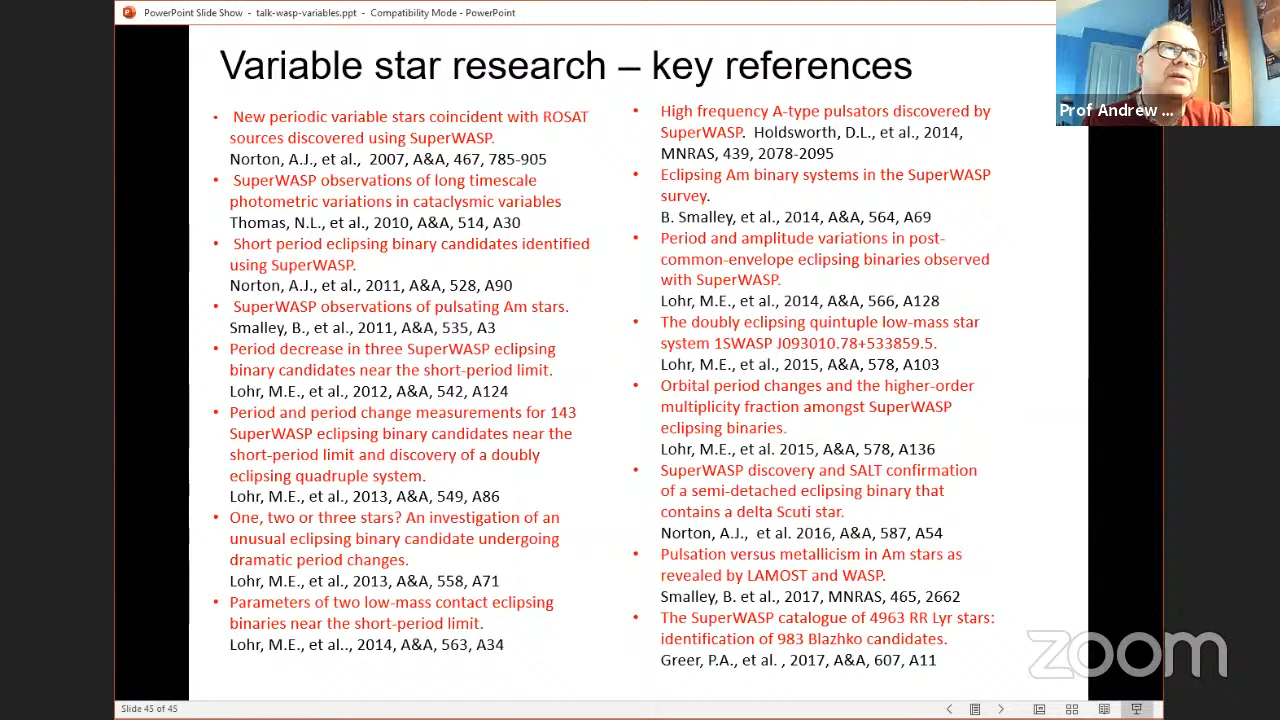 PowerPoint Slide Show - talk-wasp-variables.ppt - Compatibility Mode - PowerPoint
Variable star research – key references
• New periodic variable stars coincident with ROSAT
sources discovered using SuperWASP.
Norton, A.J., et al., 2007, A&A, 467, 785-905
• SuperWASP observations of long timescale
photometric variations in cataclysmic variables
Thomas, N.L., et al., 2010, A&A, 514, A30
• Short period eclipsing binary candidates identified
using SuperWASP.
Norton, A.J., et al., 2011, A&A, 528, A90
• SuperWASP observations of pulsating Am stars.
Smalley, B., et al., 2011, A&A, 535, A3
• Period decrease in three SuperWASP eclipsing
binary candidates near the short-period limit.
Lohr, M.E., et al., 2012, A&A, 542, A124
• Period and period change measurements for 143
SuperWASP eclipsing binary candidates near the
short-period limit and discovery of a doubly
eclipsing quadruple system.
Lohr, M.E., et al., 2013, A&A, 549, A86
• One, two or three stars? An investigation of an
unusual eclipsing binary candidate undergoing
dramatic period changes.
Lohr, M.E., et al., 2013, A&A, 558, A71
• Parameters of two low-mass contact eclipsing
binaries near the short-period limit.
Lohr, M.E., et al.., 2014, A&A, 563, A34
• High frequency A-type pulsators discovered by
SuperWASP. Holdsworth, D.L., et al., 2014,
MNRAS, 439, 2078-2095
• Eclipsing Am binary systems in the SuperWASP
survey.
B. Smalley, et al., 2014, A&A, 564, A69
• Period and amplitude variations in post-
common-envelope eclipsing binaries observed
with SuperWASP.
Lohr, M.E., et al., 2014, A&A, 566, A128
• The doubly eclipsing quintuple low-mass star
system 1SWASP J093010.78+533859.5.
Lohr, M.E., et al., 2015, A&A, 578, A103
• Orbital period changes and the higher-order
multiplicity fraction amongst SuperWASP
eclipsing binaries.
Lohr, M.E., et al. 2015, A&A, 578, A136
• SuperWASP discovery and SALT confirmation
of a semi-detached eclipsing binary that
contains a delta Scuti star.
Norton, A.J., et al. 2016, A&A, 587, A54
• Pulsation versus metallicism in Am stars as
revealed by LAMOST and WASP.
Smalley, B. et al., 2017, MNRAS, 465, 2662
• The SuperWASP catalogue of 4963 RR Lyr stars:
identification of 983 Blazhko candidates.
Greer, P.A., et al. , 2017, A&A, 607, A11
Prof Andrew ...
zoom
Slide 45 of 45